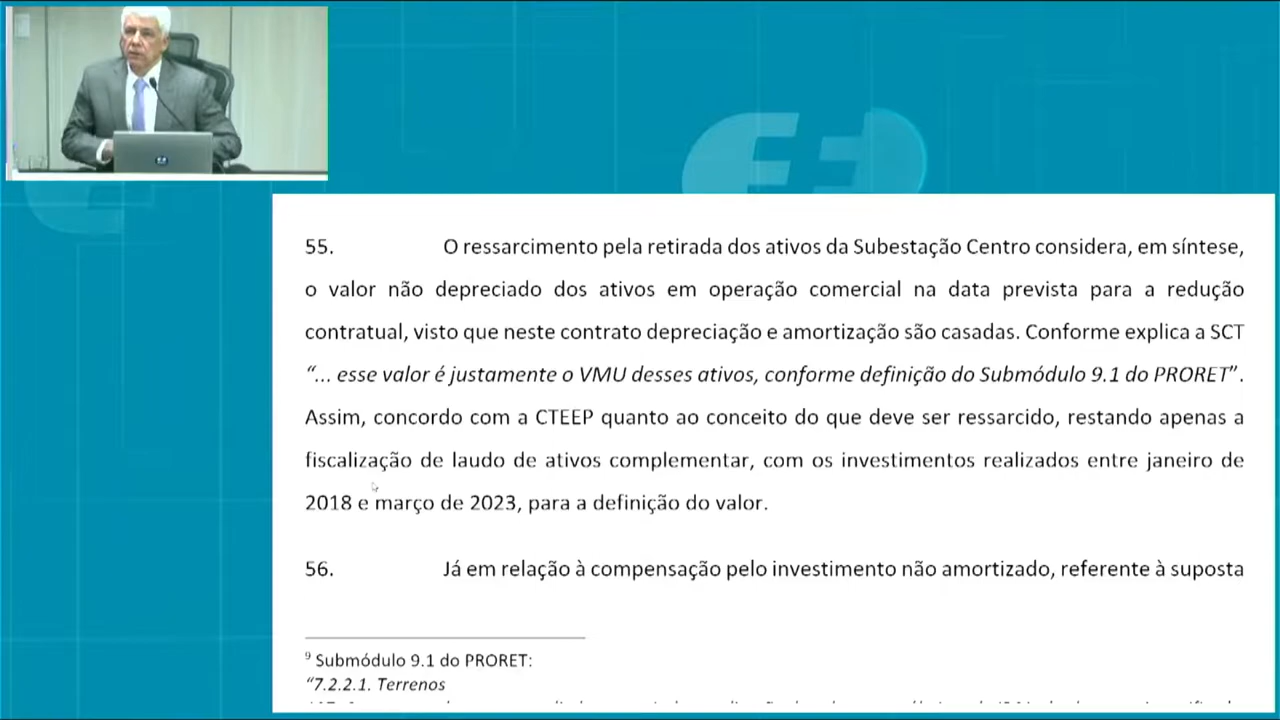 55. O ressarcimento pela retirada dos ativos da Subestação Centro considera, em síntese,
o valor não depreciado dos ativos em operação comercial na data prevista para a redução
contratual, visto que neste contrato depreciação e amortização são casadas. Conforme explica a SCT
“... esse valor é justamente o VMU desses ativos, conforme definição do Submódulo 9.1 do PRORET”.
Assim, concordo com a CTEEP quanto ao conceito do que deve ser ressarcido, restando apenas a
fiscalização de laudo de ativos complementar, com os investimentos realizados entre janeiro de
2018 e março de 2023, para a definição do valor.
56. Já em relação à compensação pelo investimento não amortizado, referente à suposta
9 Submódulo 9.1 do PRORET:
“7.2.2.1. Terrenos